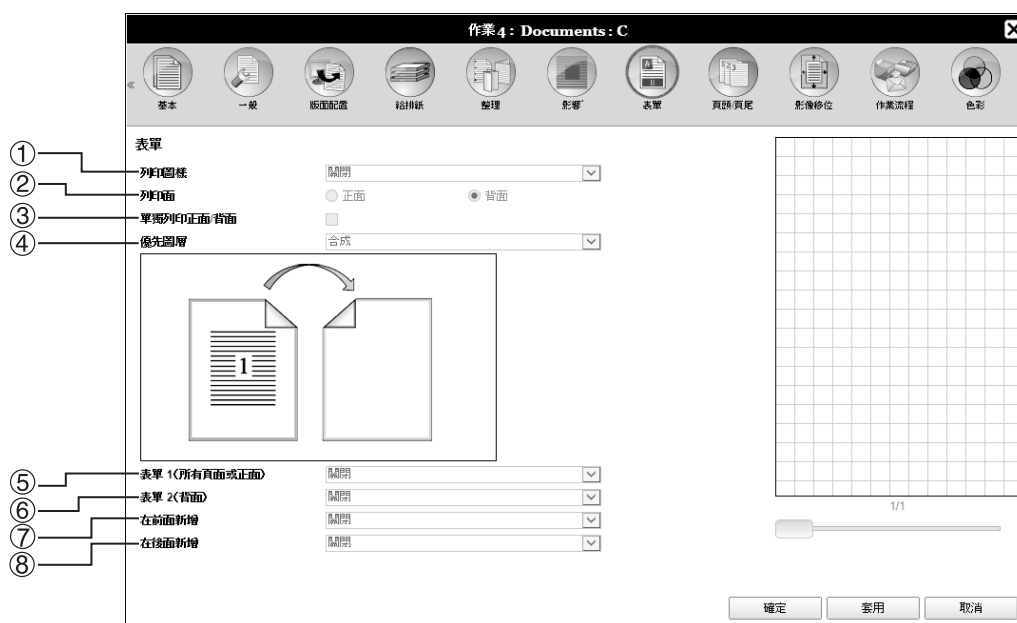 作業4 : Documents : C
«
基本
一般
版面配置
給排紙
整理
影響
表單
頁頭/頁尾
影像移位
作業流程
色彩
表單
① 列印圖樣 關閉
② 列印面 正面 背面
③ 單獨列印正面/背面
④ 優先圖層 合成
1
⑤ 表單 1(所有頁面或正面) 關閉
⑥ 表單 2(背面) 關閉
⑦ 在前面新增 關閉
⑧ 在後面新增 關閉
1/1
確定 套用 取消